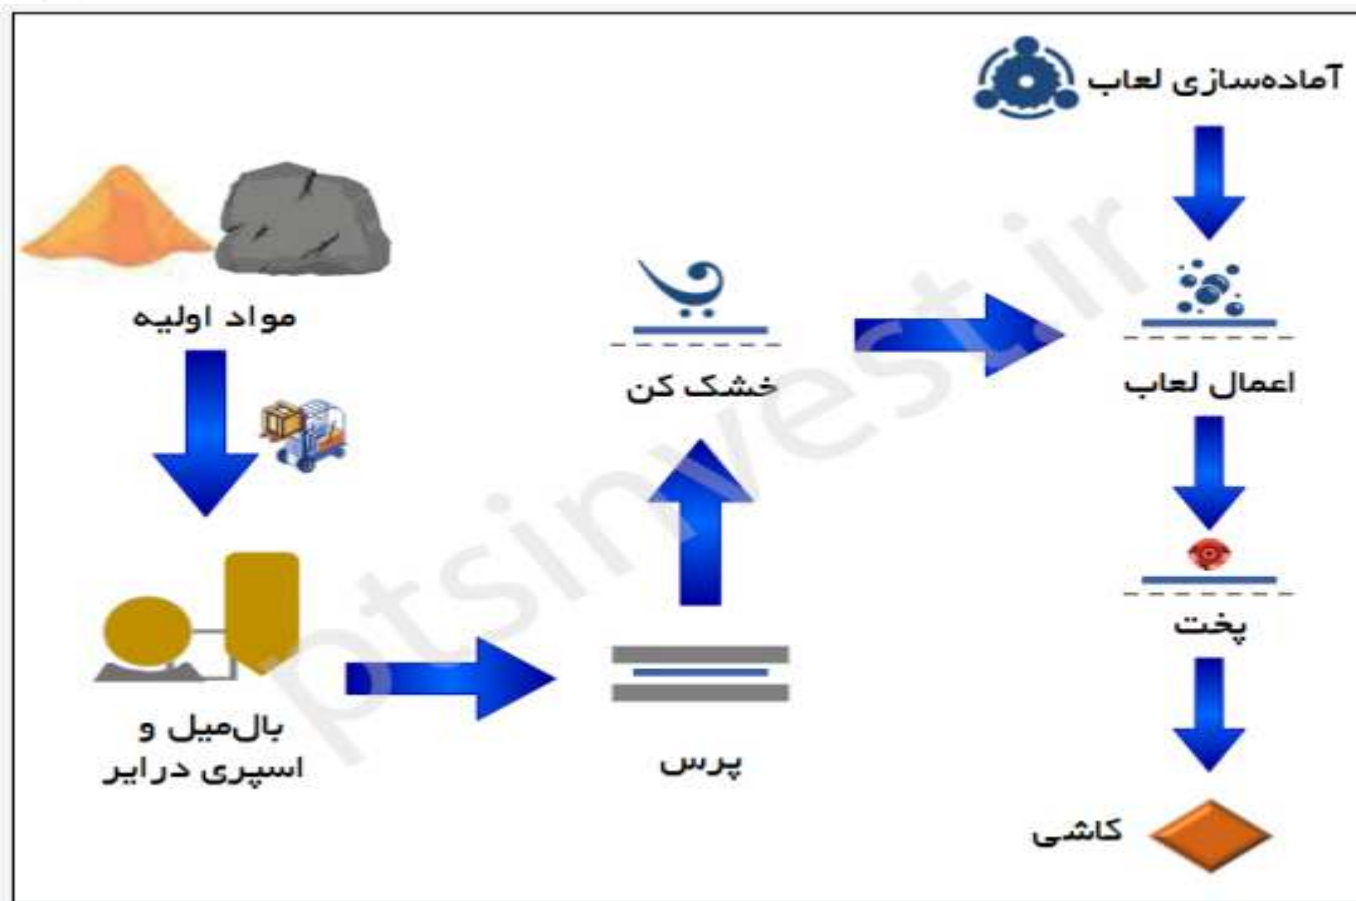 آماده‌سازی لعاب
مواد اولیه
خشک کن
اعمال لعاب
پخت
بال‌میل و
اسپری درایر
پرس
کاشی
ptsinvest.ir